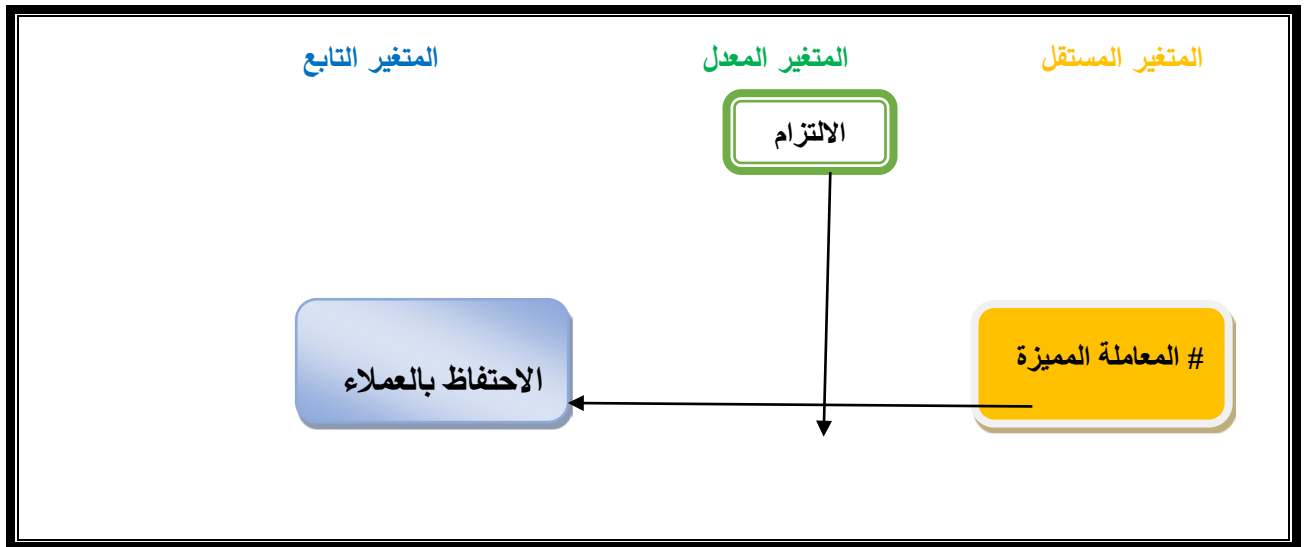 المتغير المستقل
المتغير المعدل
المتغير التابع
الالتزام
# المعاملة المميزة
الاحتفاظ بالعملاء